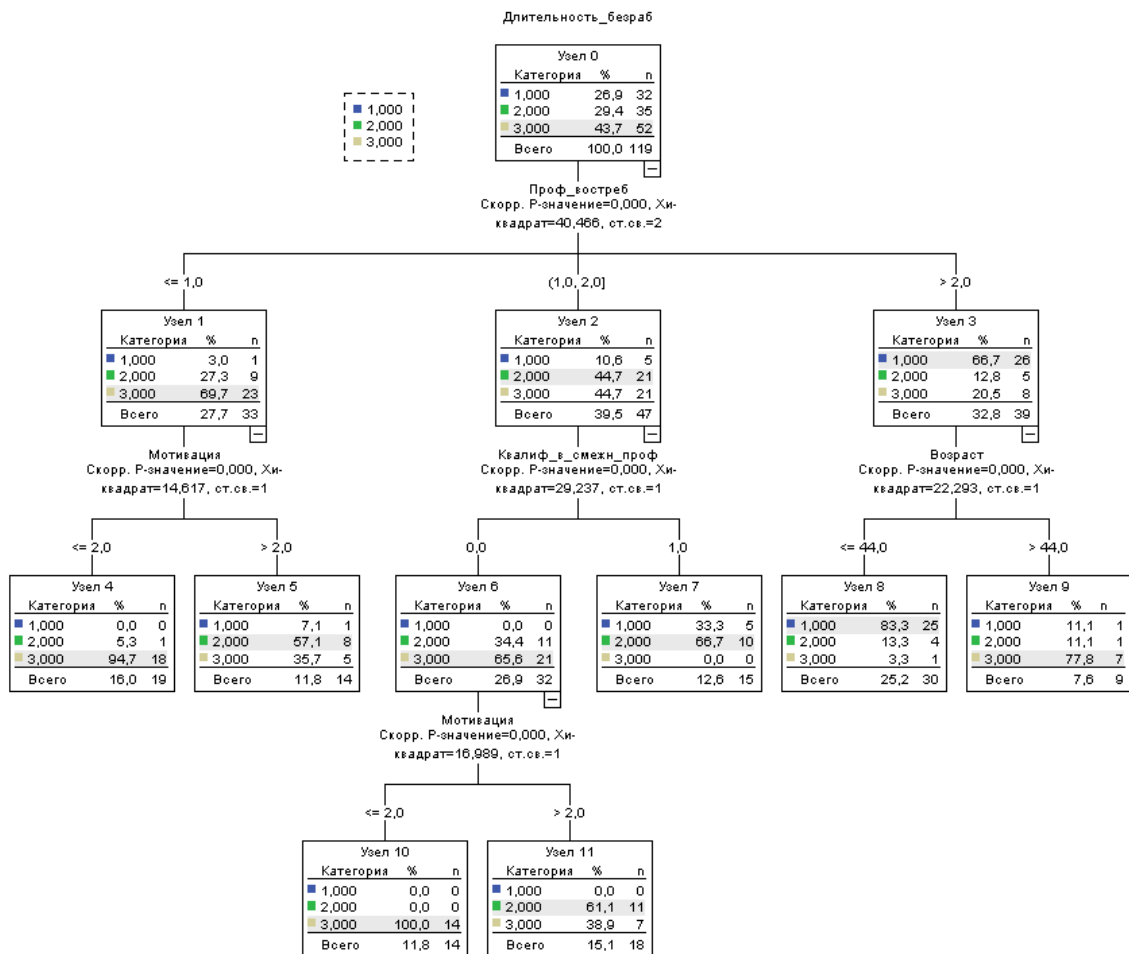 Длительность_безраб
Узел 0
Категория % n
1,000 26,9 32
2,000 29,4 35
3,000 43,7 52
Всего 100,0 119
1,000
2,000
3,000
Проф_востреб
Скорр. P-значение=0,000, Хи-
квадрат=40,466, ст.св.=2
<= 1,0
(1,0, 2,0]
> 2,0
Узел 1
Категория % n
1,000 3,0 1
2,000 27,3 9
3,000 69,7 23
Всего 27,7 33
Узел 2
Категория % n
1,000 10,6 5
2,000 44,7 21
3,000 44,7 21
Всего 39,5 47
Узел 3
Категория % n
1,000 66,7 26
2,000 12,8 5
3,000 20,5 8
Всего 32,8 39
Мотивация
Скорр. P-значение=0,000, Хи-
квадрат=14,617, ст.св.=1
Квалиф_в_смежн_проф
Скорр. P-значение=0,000, Хи-
квадрат=29,237, ст.св.=1
Возраст
Скорр. P-значение=0,000, Хи-
квадрат=22,293, ст.св.=1
<= 2,0
> 2,0
0,0
1,0
<= 44,0
> 44,0
Узел 4
Категория % n
1,000 0,0 0
2,000 5,3 1
3,000 94,7 18
Всего 16,0 19
Узел 5
Категория % n
1,000 7,1 1
2,000 57,1 8
3,000 35,7 5
Всего 11,8 14
Узел 6
Категория % n
1,000 0,0 0
2,000 34,4 11
3,000 65,6 21
Всего 26,9 32
Узел 7
Категория % n
1,000 33,3 5
2,000 66,7 10
3,000 0,0 0
Всего 12,6 15
Узел 8
Категория % n
1,000 83,3 25
2,000 13,3 4
3,000 3,3 1
Всего 25,2 30
Узел 9
Категория % n
1,000 11,1 1
2,000 11,1 1
3,000 77,8 7
Всего 7,6 9
Мотивация
Скорр. P-значение=0,000, Хи-
квадрат=16,989, ст.св.=1
<= 2,0
> 2,0
Узел 10
Категория % n
1,000 0,0 0
2,000 0,0 0
3,000 100,0 14
Всего 11,8 14
Узел 11
Категория % n
1,000 0,0 0
2,000 61,1 11
3,000 38,9 7
Всего 15,1 18